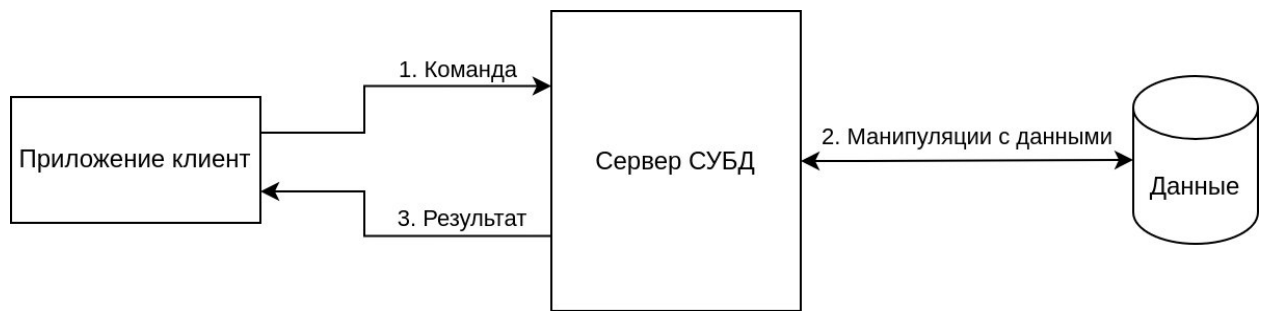 1. Команда
Приложение клиент
Сервер СУБД
2. Манипуляции с данными
Данные
3. Результат